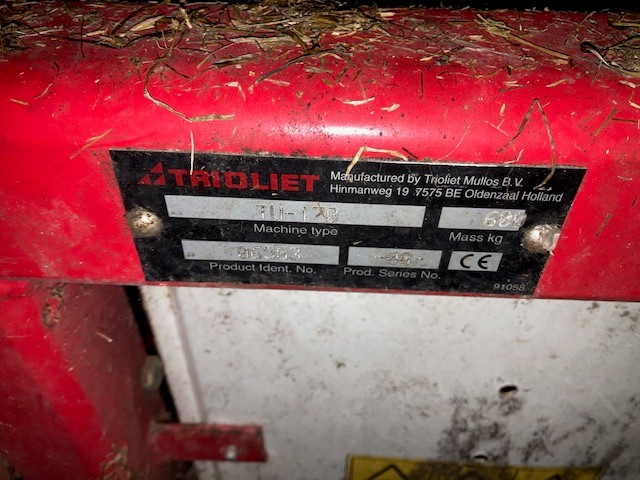 TRIOLIET
Manufactured by Trioliet Mullos B.V.
Hinmanweg 19 7575 BE Oldenzaal Holland
Machine type
Mass kg
Product Ident. No.
Prod. Series No.
CE
91058